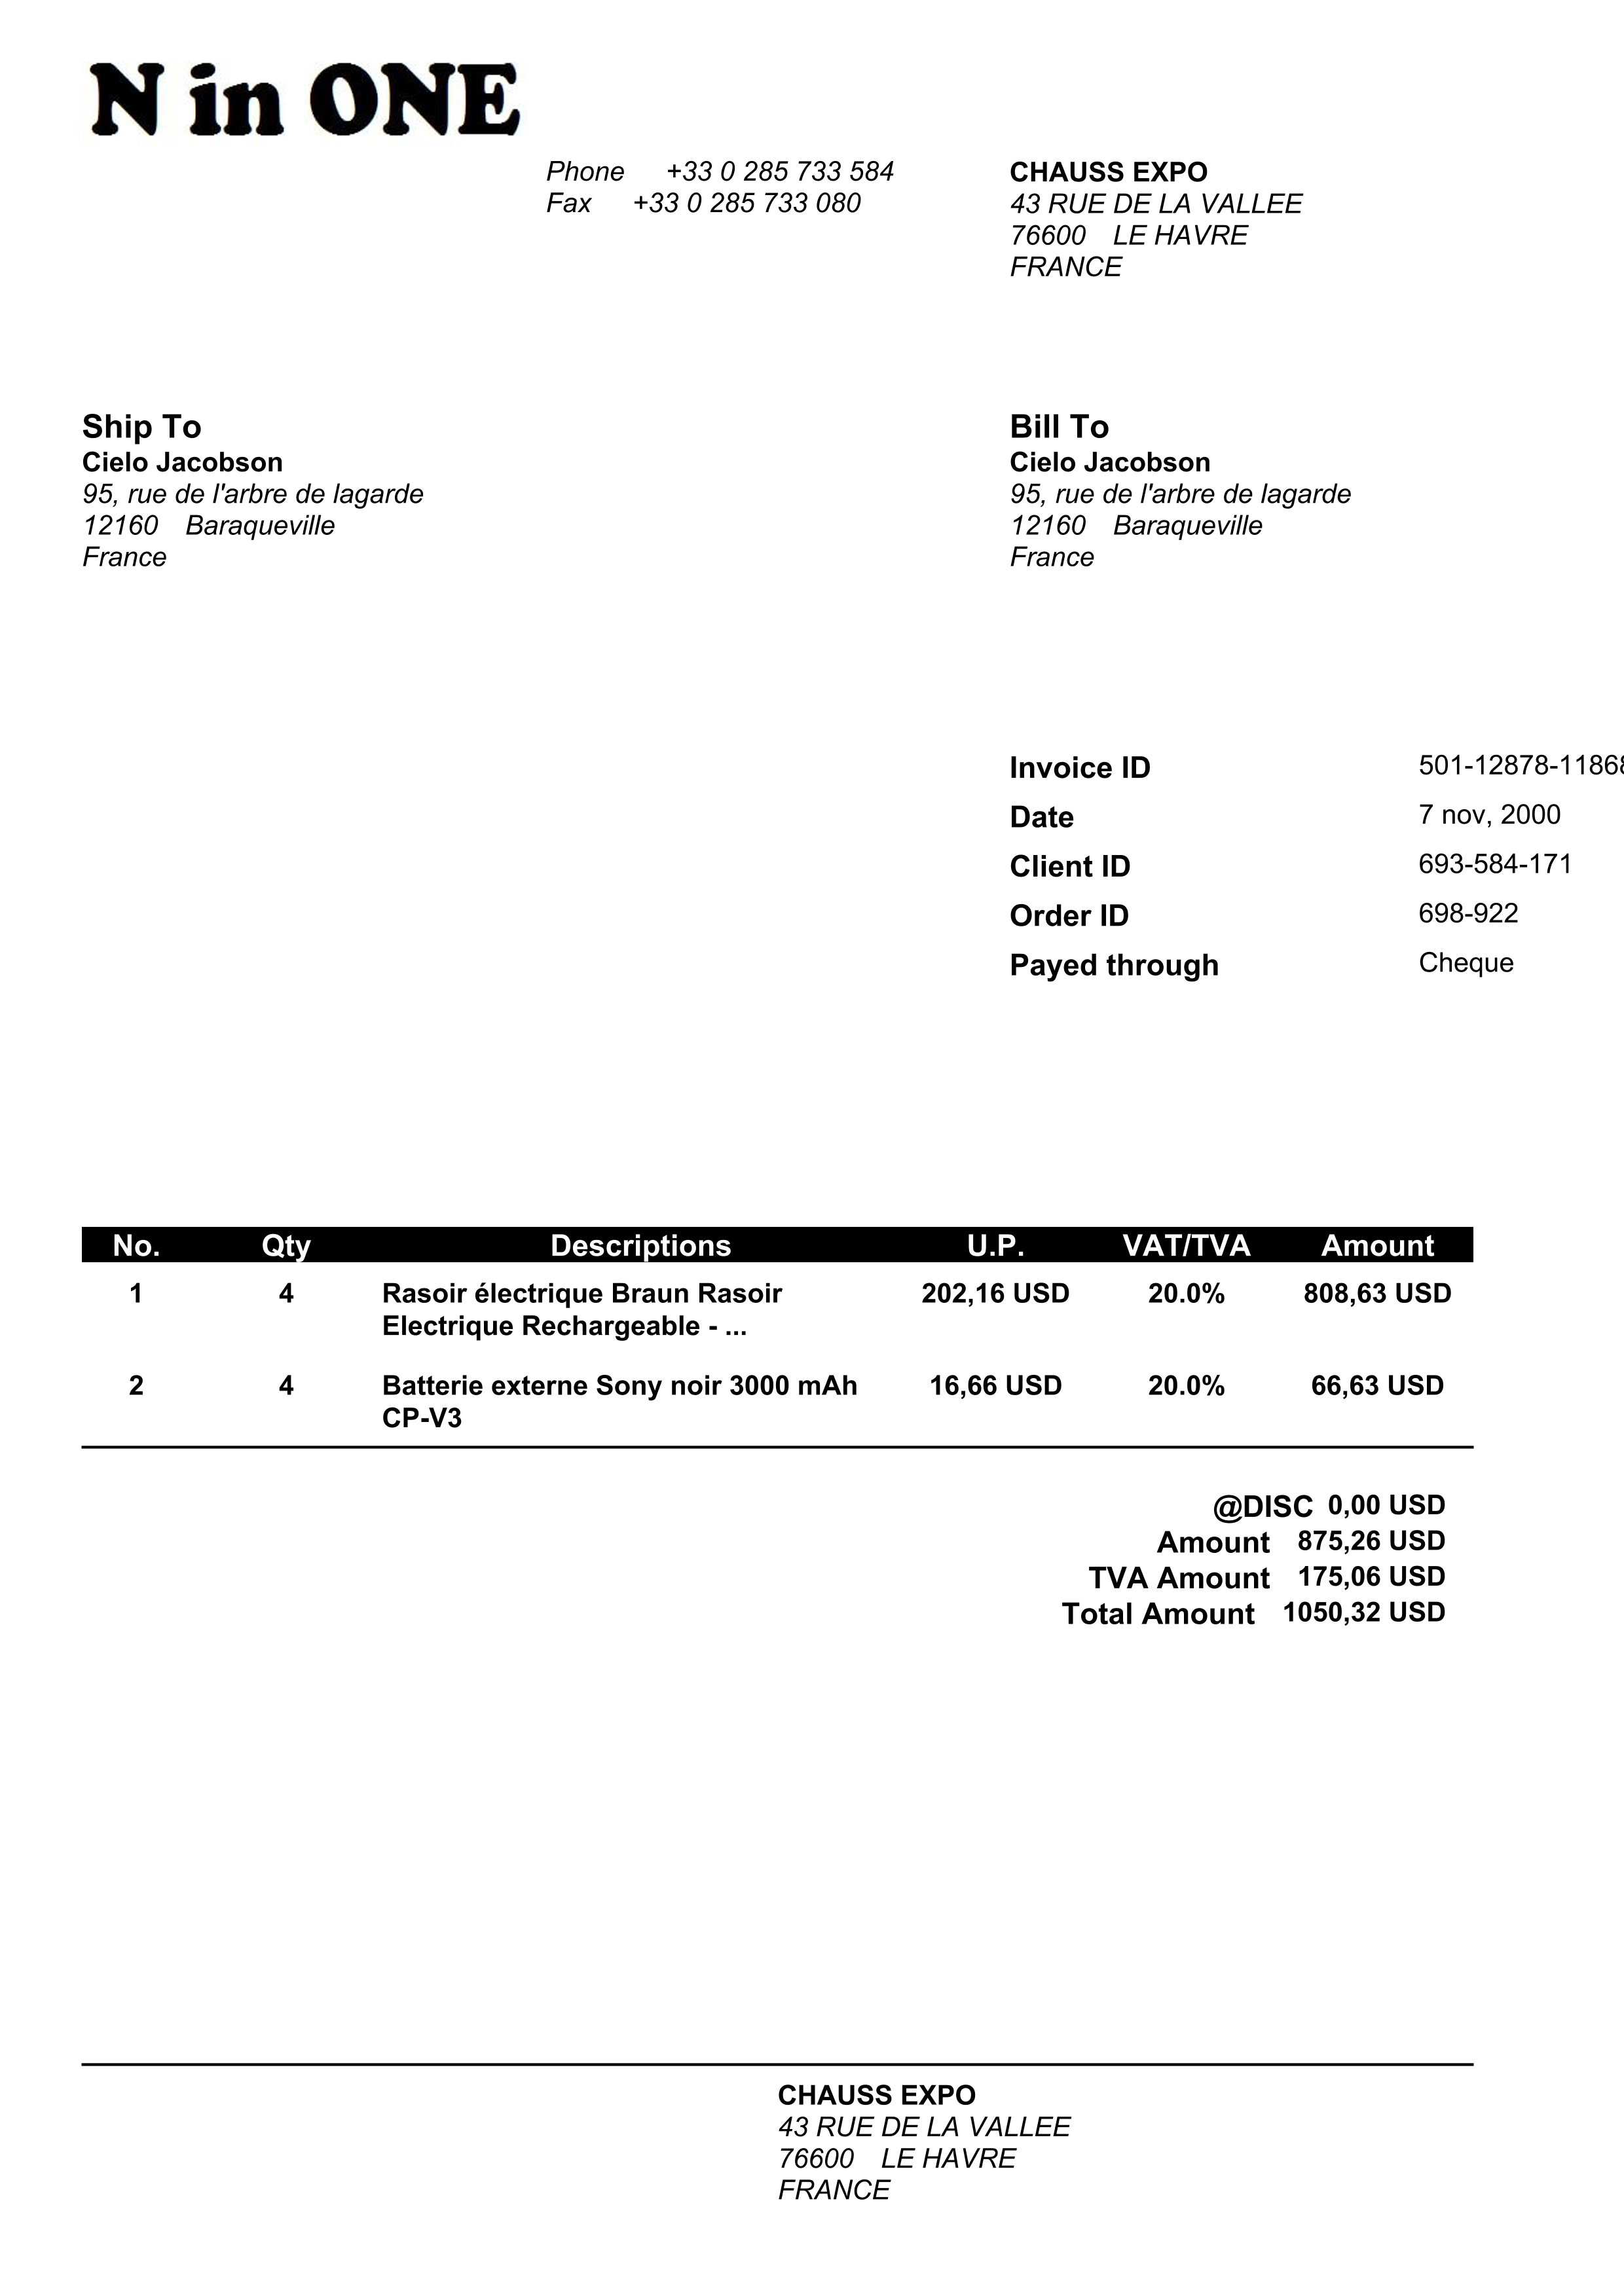 N in ONE
Phone +33 0 285 733 584
Fax +33 0 285 733 080
CHAUSS EXPO
43 RUE DE LA VALLEE
76600 LE HAVRE
FRANCE
Ship To
Cielo Jacobson
95, rue de l'arbre de lagarde
12160 Baraqueville
France
Bill To
Cielo Jacobson
95, rue de l'arbre de lagarde
12160 Baraqueville
France
Invoice ID 501-12878-11868
Date 7 nov, 2000
Client ID 693-584-171
Order ID 698-922
Payed through Cheque
No. Qty Descriptions U.P. VAT/TVA Amount
1 4 Rasoir électrique Braun Rasoir 202,16 USD 20.0% 808,63 USD
Electrique Rechargeable - ...
2 4 Batterie externe Sony noir 3000 mAh 16,66 USD 20.0% 66,63 USD
CP-V3
@DISC 0,00 USD
Amount 875,26 USD
TVA Amount 175,06 USD
Total Amount 1050,32 USD
CHAUSS EXPO
43 RUE DE LA VALLEE
76600 LE HAVRE
FRANCE